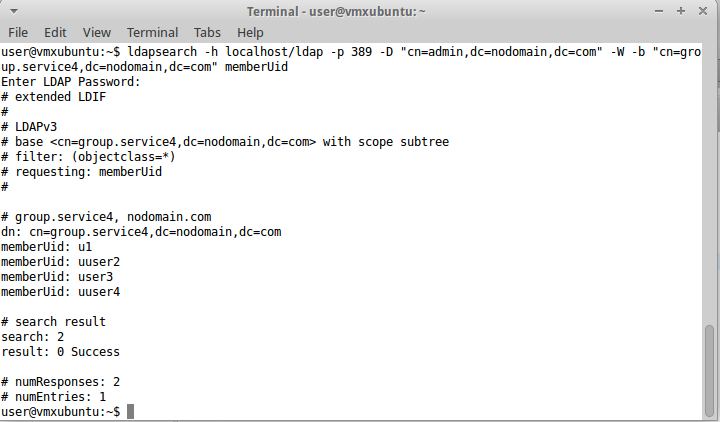 Terminal - user@vmxubuntu: ~
File Edit View Terminal Tabs Help
user@vmxubuntu:~$ ldapsearch -h localhost/ldap -p 389 -D "cn=admin,dc=nodomain,dc=com" -W -b "cn=gro
up.service4,dc=nodomain,dc=com" memberUid
Enter LDAP Password:
# extended LDIF
#
# LDAPv3
# base <cn=group.service4,dc=nodomain,dc=com> with scope subtree
# filter: (objectclass=*)
# requesting: memberUid
#

# group.service4, nodomain.com
dn: cn=group.service4,dc=nodomain,dc=com
memberUid: u1
memberUid: uuser2
memberUid: user3
memberUid: uuser4

# search result
search: 2
result: 0 Success

# numResponses: 2
# numEntries: 1
user@vmxubuntu:~$